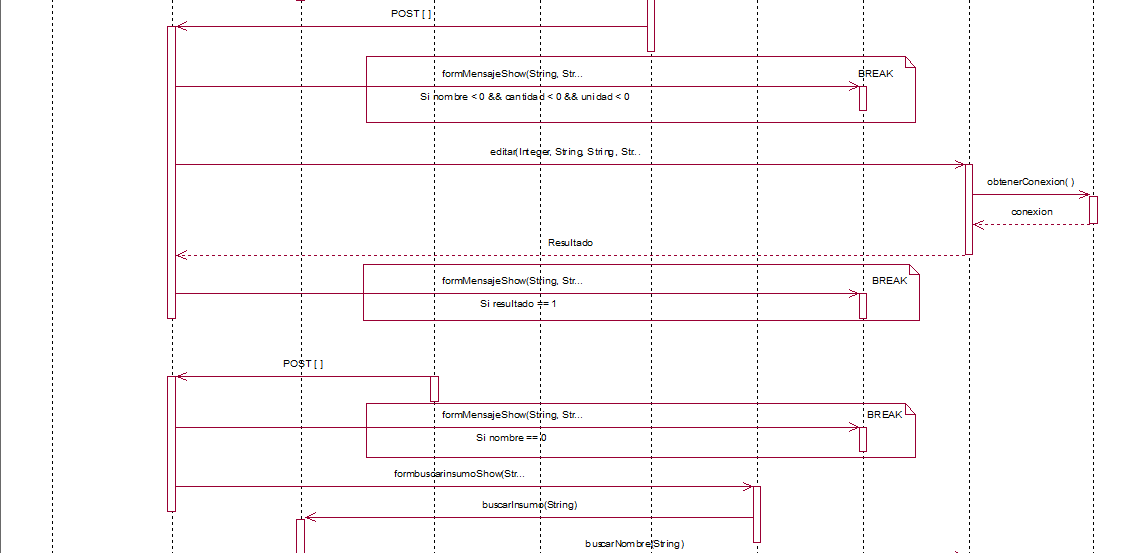 POST [ ]
formMensajeShow(String, Str...
BREAK
Si nombre < 0 && cantidad < 0 && unidad < 0
editar(Integer, String, String, Str...
obtenerConexion( )
conexion
Resultado
formMensajeShow(String, Str...
BREAK
Si resultado == 1
POST [ ]
formMensajeShow(String, Str...
BREAK
Si nombre == 0
formbuscarinsumoShow(Str...
buscarInsumo(String)
buscarNombre(String)